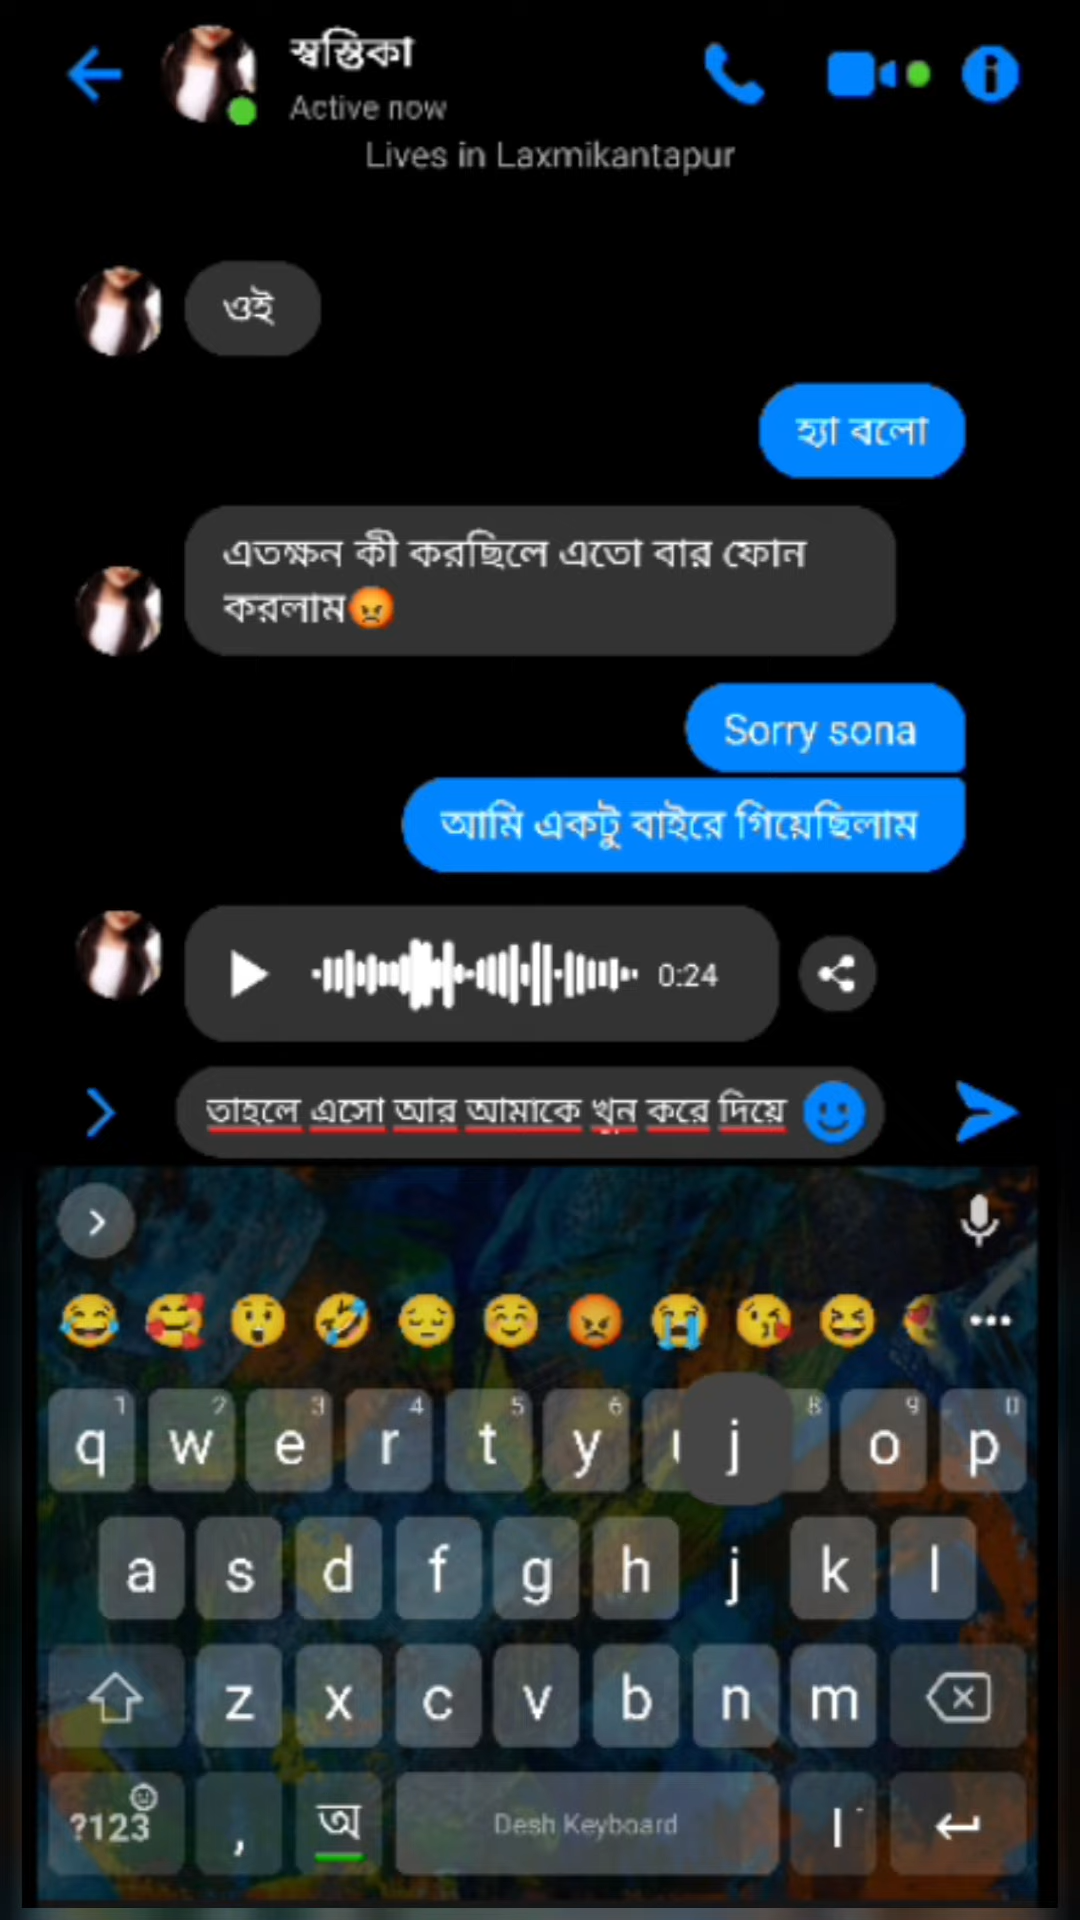 স্বস্তিকা
Active now
Lives in Laxmikantapur
ওই
হ্যা বলো
এতক্ষন কী করছিলে এতো বার ফোন
করলাম😡
Sorry sona
আমি একটু বাইরে গিয়েছিলাম
0:24
তাহলে এসো আর আমাকে খুন করে দিয়ে
1 2 3 4 5 6 8 9 0
q w e r t y j o p
a s d f g h j k l
z x c v b n m
?123 , অ Desh Keyboard |